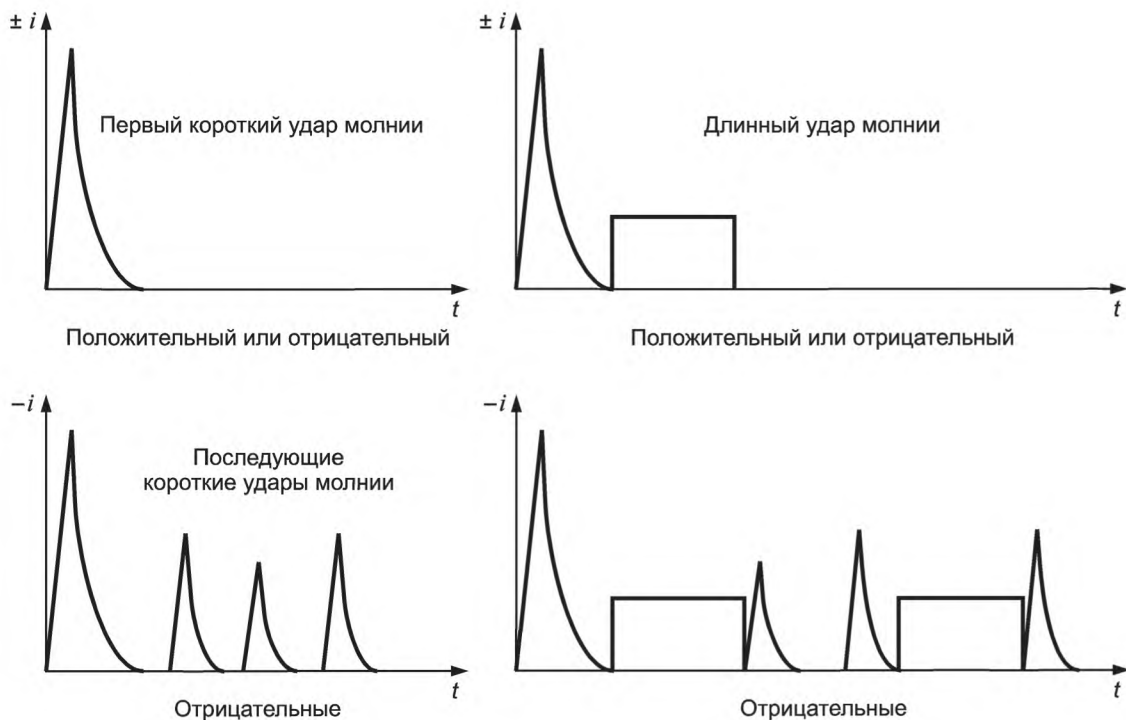 ± i
Первый короткий удар молнии
t
Положительный или отрицательный
± i
Длинный удар молнии
t
Положительный или отрицательный
–i
Последующие
короткие удары молнии
t
Отрицательные
–i
t
Отрицательные